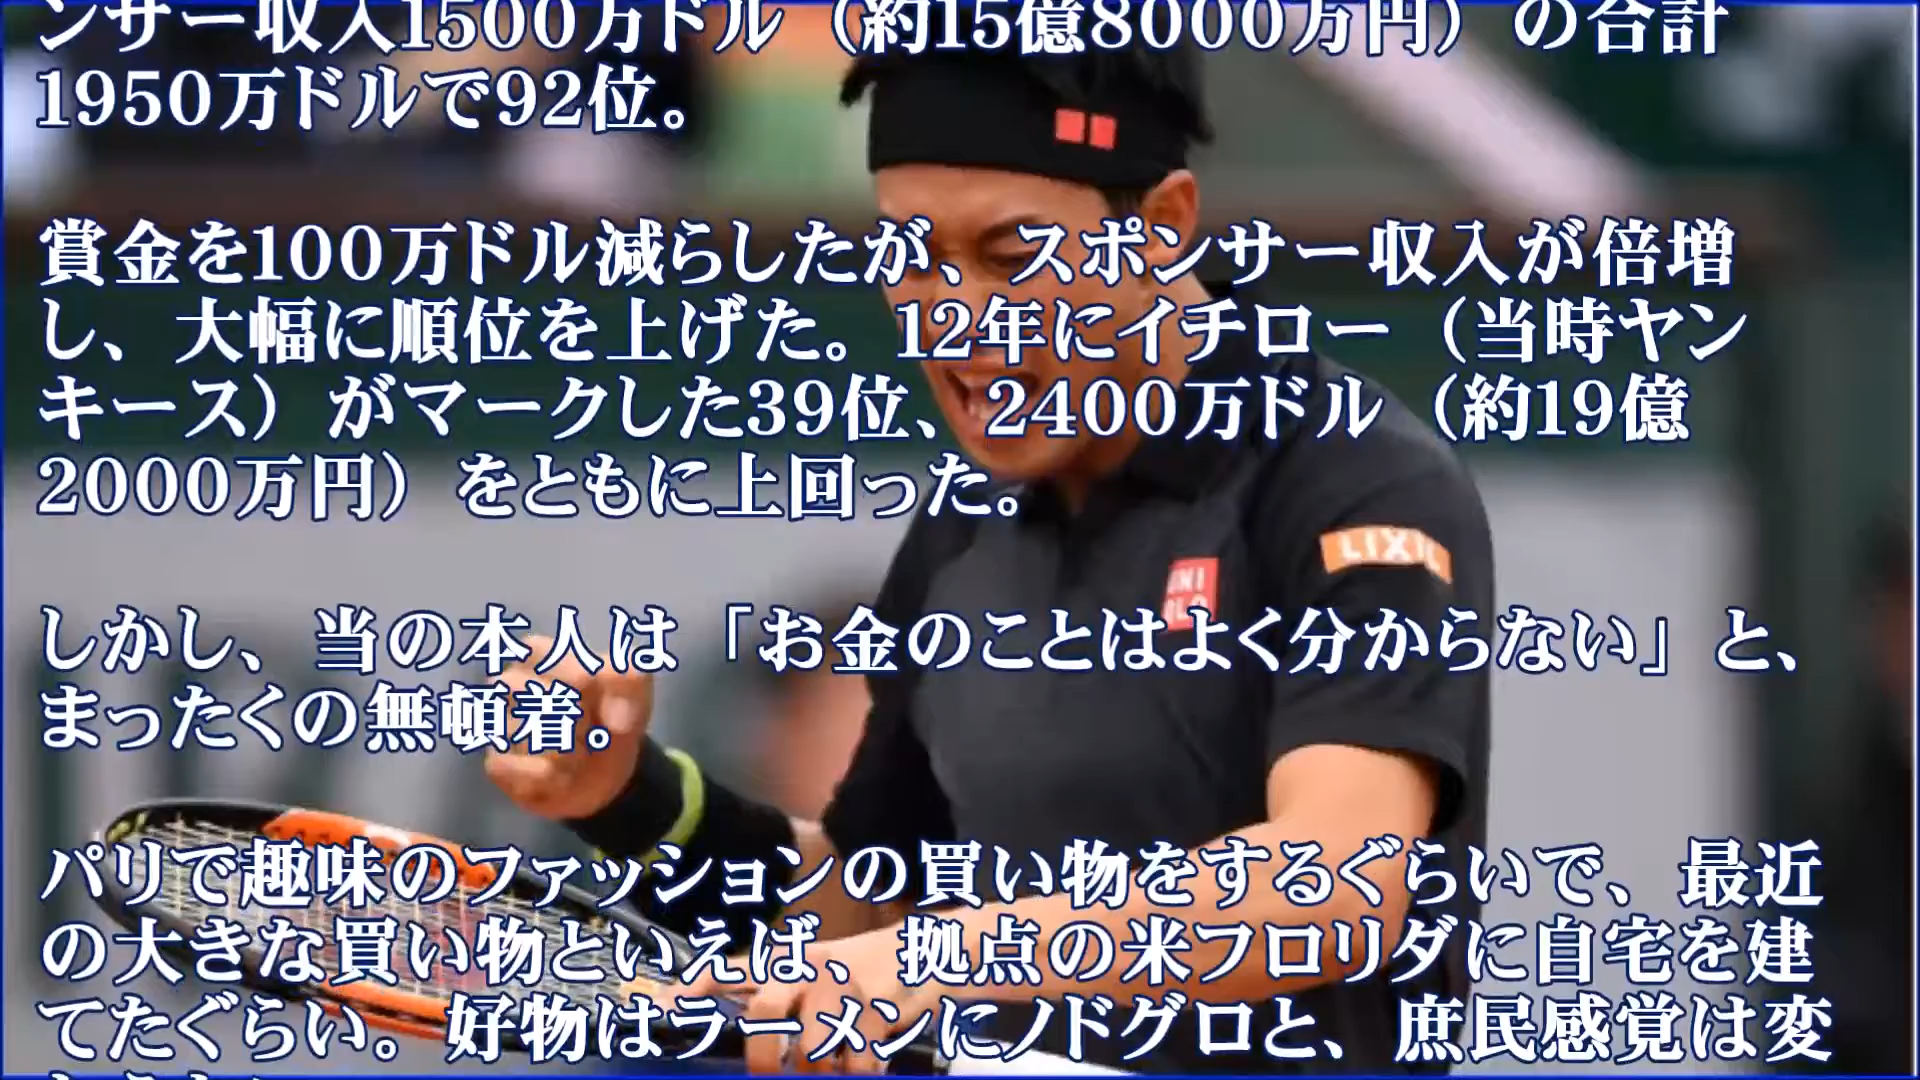 ンサー収入1500万ドル（約15億8000万円）の合計
1950万ドルで92位。
賞金を100万ドル減らしたが、スポンサー収入が倍増
し、大幅に順位を上げた。12年にイチロー（当時ヤン
キース）がマークした39位、2400万ドル（約19億
2000万円）をともに上回った。
しかし、当の本人は「お金のことはよく分からない」と、
まったくの無頓着。
パリで趣味のファッションの買い物をするぐらいで、最近
の大きな買い物といえば、拠点の米フロリダに自宅を建
てたぐらい。好物はラーメンにノドグロと、庶民感覚は変
LIXIL
UNI
QLO